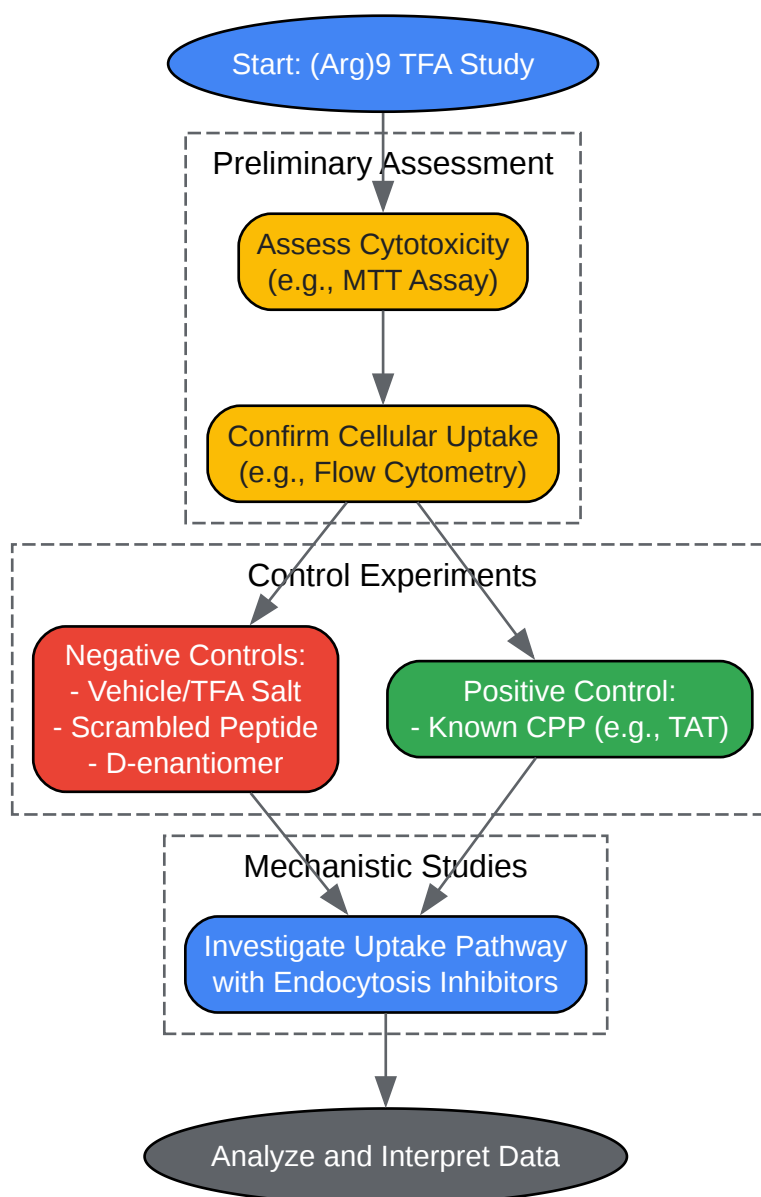 Start: (Arg)9 TFA Study
Preliminary Assessment
Assess Cytotoxicity
(e.g., MTT Assay)
Confirm Cellular Uptake
(e.g., Flow Cytometry)
Control Experiments
Negative Controls:
- Vehicle/TFA Salt
- Scrambled Peptide
- D-enantiomer
Positive Control:
- Known CPP (e.g., TAT)
Mechanistic Studies
Investigate Uptake Pathway
with Endocytosis Inhibitors
Analyze and Interpret Data